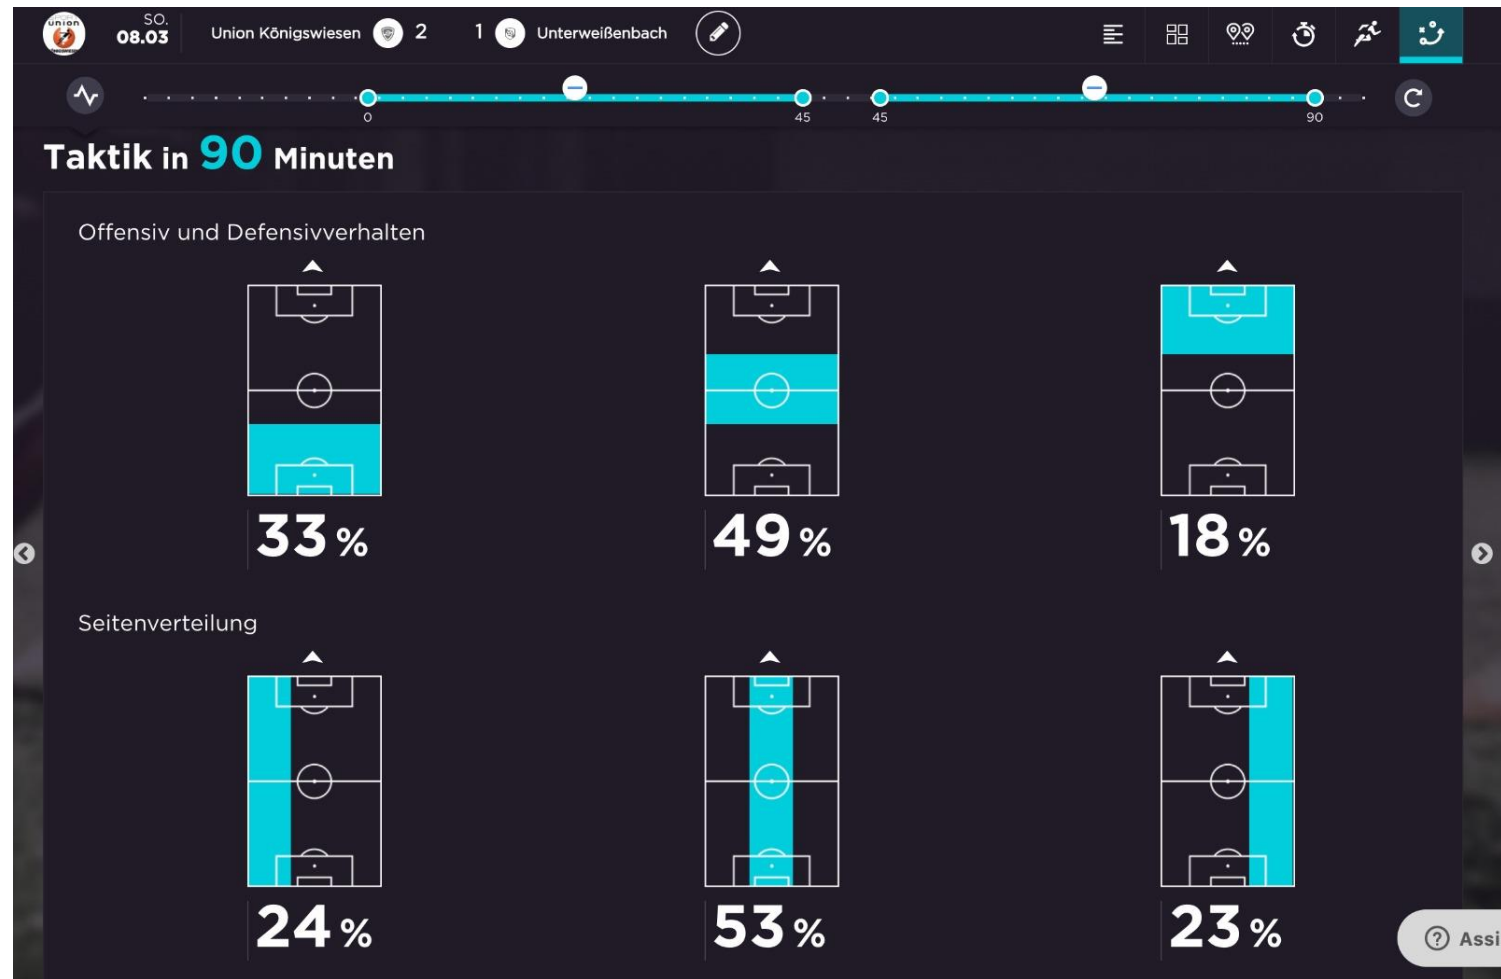 union
SO.
08.03
Union Königswiesen 2 1 Unterweißenbach
0 45 45 90
Taktik in 90 Minuten
Offensiv und Defensivverhalten
33 % 49 % 18 %
Seitenverteilung
24 % 53 % 23 %
? Assi